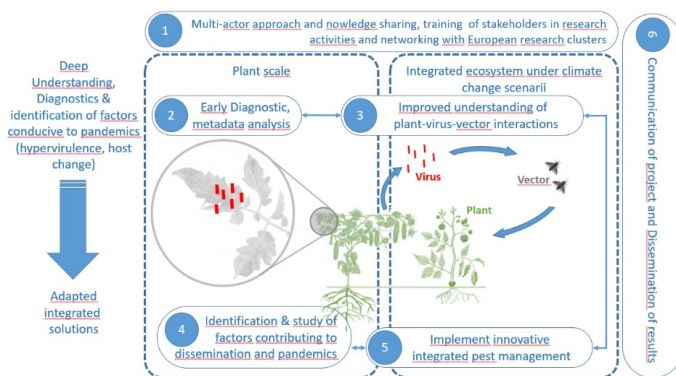 1
Multi-actor approach and nowledge sharing, training of stakeholders in research
activities and networking with European research clusters
6
Communication of project and Dissemination of results
Deep
Understanding,
Diagnostics &
identification of factors
conducive to pandemics
(hypervirulence, host
change)
Adapted
integrated
solutions
Plant scale
Integrated ecosystem under climate
change scenarii
2
Early Diagnostic,
metadata analysis
3
Improved understanding of
plant-virus-vector interactions
Virus
Vector
Plant
4
Identification & study of
factors contributing to
dissemination and pandemics
5
Implement innovative
integrated pest management